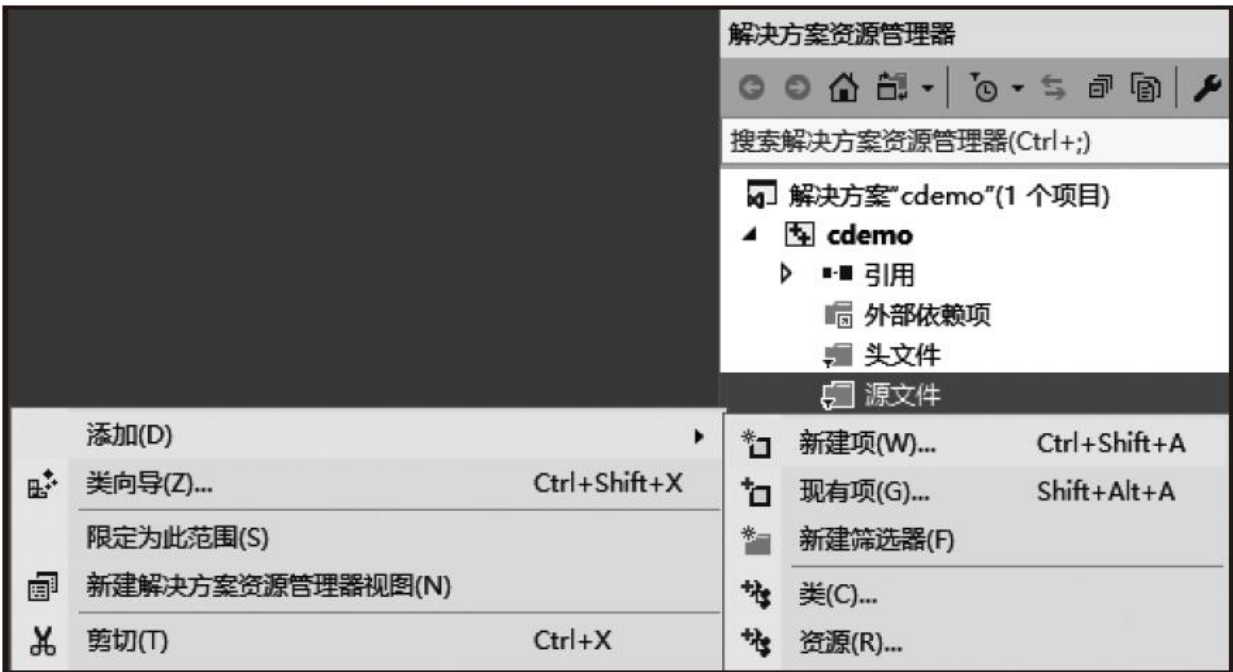 解决方案资源管理器
搜索解决方案资源管理器(Ctrl+;)
解决方案"cdemo"(1 个项目)
cdemo
引用
外部依赖项
头文件
源文件
添加(D)
类向导(Z)... Ctrl+Shift+X
限定为此范围(S)
新建解决方案资源管理器视图(N)
剪切(T) Ctrl+X
新建项(W)... Ctrl+Shift+A
现有项(G)... Shift+Alt+A
新建筛选器(F)
类(C)...
资源(R)...